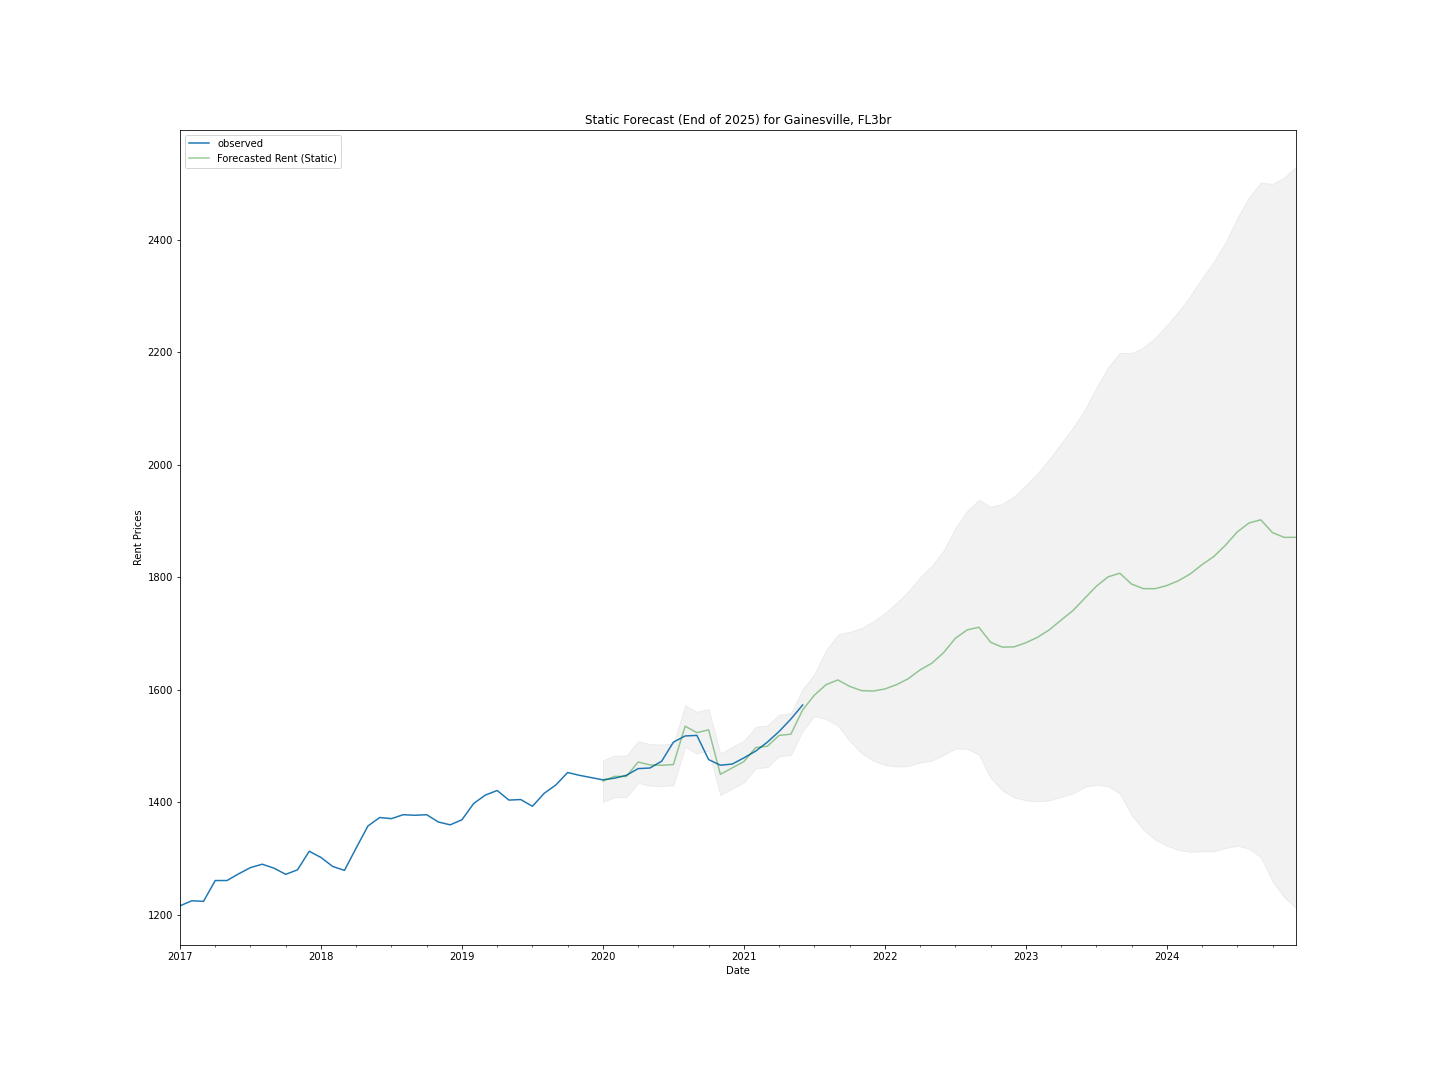 Static Forecast (End of 2025) for Gainesville, FL3br
observed
Forecasted Rent (Static)
2400
2200
2000
1800
1600
1400
1200
Rent Prices
2017 2018 2019 2020 2021 2022 2023 2024
Date